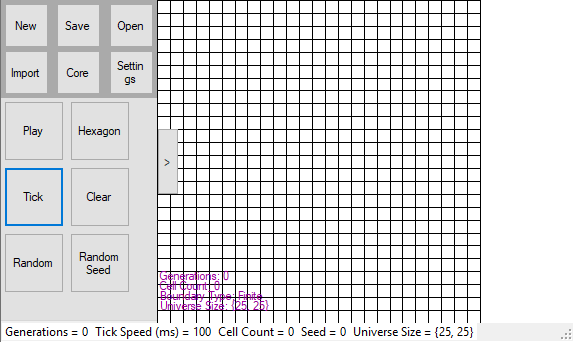 New Save Open
Import Core Settin
gs
Play Hexagon
>
Tick Clear
Random Random
Seed
Generations: 0
Cell Count: 0
Boundary Type: Finite
Universe Size: {25, 25}
Generations = 0 Tick Speed (ms) = 100 Cell Count = 0 Seed = 0 Universe Size = {25, 25}